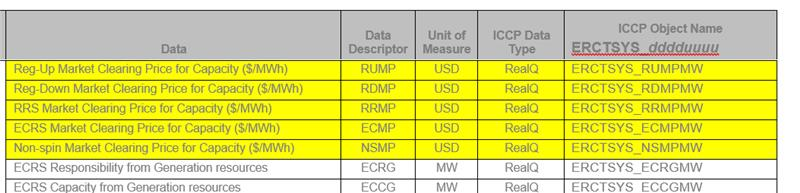 Data Data Descriptor Unit of Measure ICCP Data Type ICCP Object Name ERCTSYS_dddduuuu
Reg-Up Market Clearing Price for Capacity ($/MWh) RUMP USD RealQ ERCTSYS_RUMPMW
Reg-Down Market Clearing Price for Capacity ($/MWh) RDMP USD RealQ ERCTSYS_RDMPMW
RRS Market Clearing Price for Capacity ($/MWh) RRMP USD RealQ ERCTSYS_RRMPMW
ECRS Market Clearing Price for Capacity ($/MWh) ECMP USD RealQ ERCTSYS_ECMPMW
Non-spin Market Clearing Price for Capacity ($/MWh) NSMP USD RealQ ERCTSYS_NSMPMW
ECRS Responsibility from Generation resources ECRG MW RealQ ERCTSYS_ECRGMW
ECRS Capacity from Generation resources ECCG MW RealQ ERCTSYS_ECCGMW